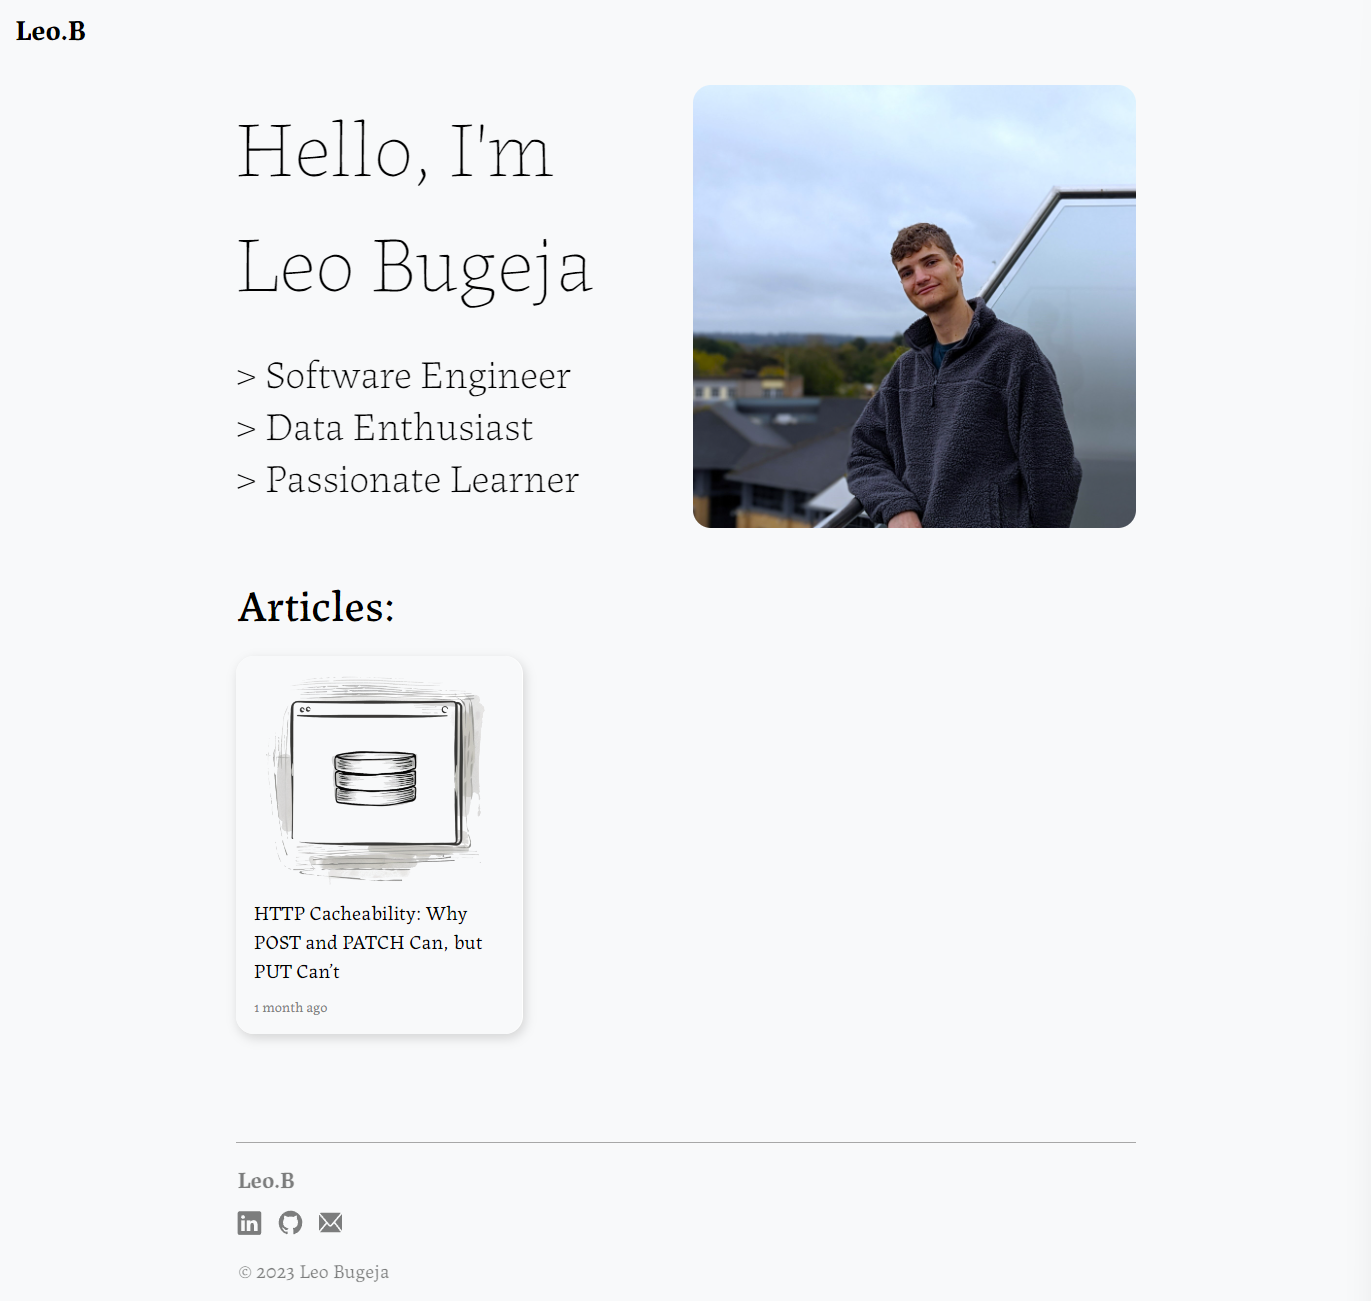 Leo.B
Hello, I'm
Leo Bugeja
> Software Engineer
> Data Enthusiast
> Passionate Learner
Articles:
HTTP Cacheability: Why
POST and PATCH Can, but
PUT Can’t
1 month ago
Leo.B
in
© 2023 Leo Bugeja